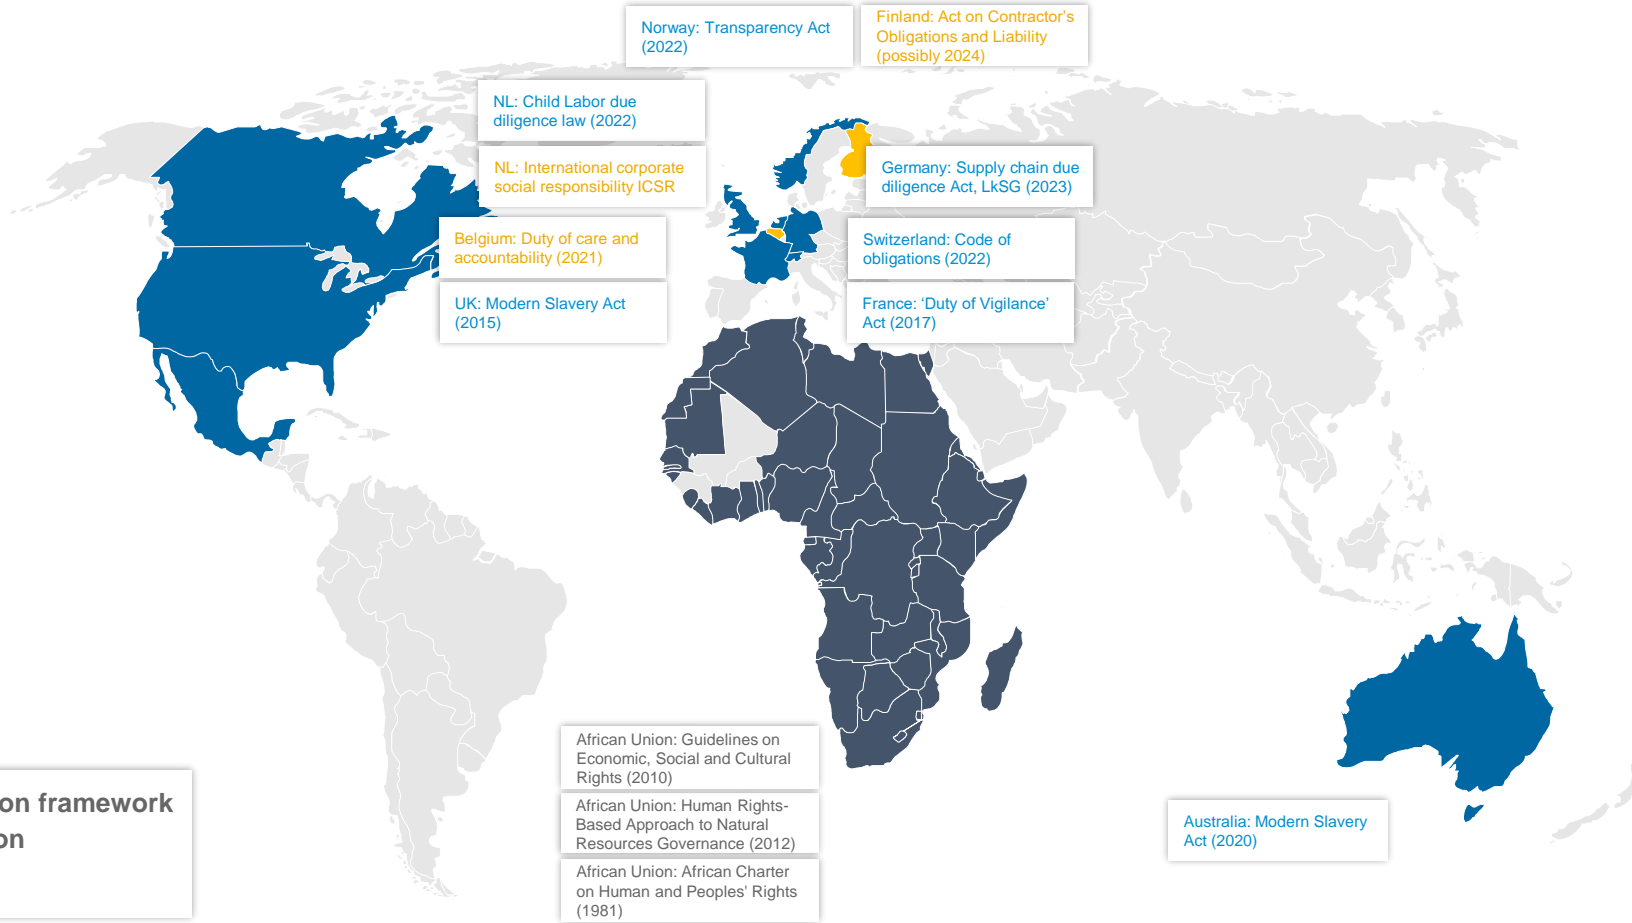 Norway: Transparency Act
(2022)
Finland: Act on Contractor's
Obligations and Liability
(possibly 2024)
NL: Child Labor due
diligence law (2022)
NL: International corporate
social responsibility ICSR
Germany: Supply chain due
diligence Act, LkSG (2023)
Belgium: Duty of care and
accountability (2021)
Switzerland: Code of
obligations (2022)
UK: Modern Slavery Act
(2015)
France: ‘Duty of Vigilance’
Act (2017)
African Union: Guidelines on
Economic, Social and Cultural
Rights (2010)
African Union: Human Rights-
Based Approach to Natural
Resources Governance (2012)
African Union: African Charter
on Human and Peoples' Rights
(1981)
on framework
on
Australia: Modern Slavery
Act (2020)